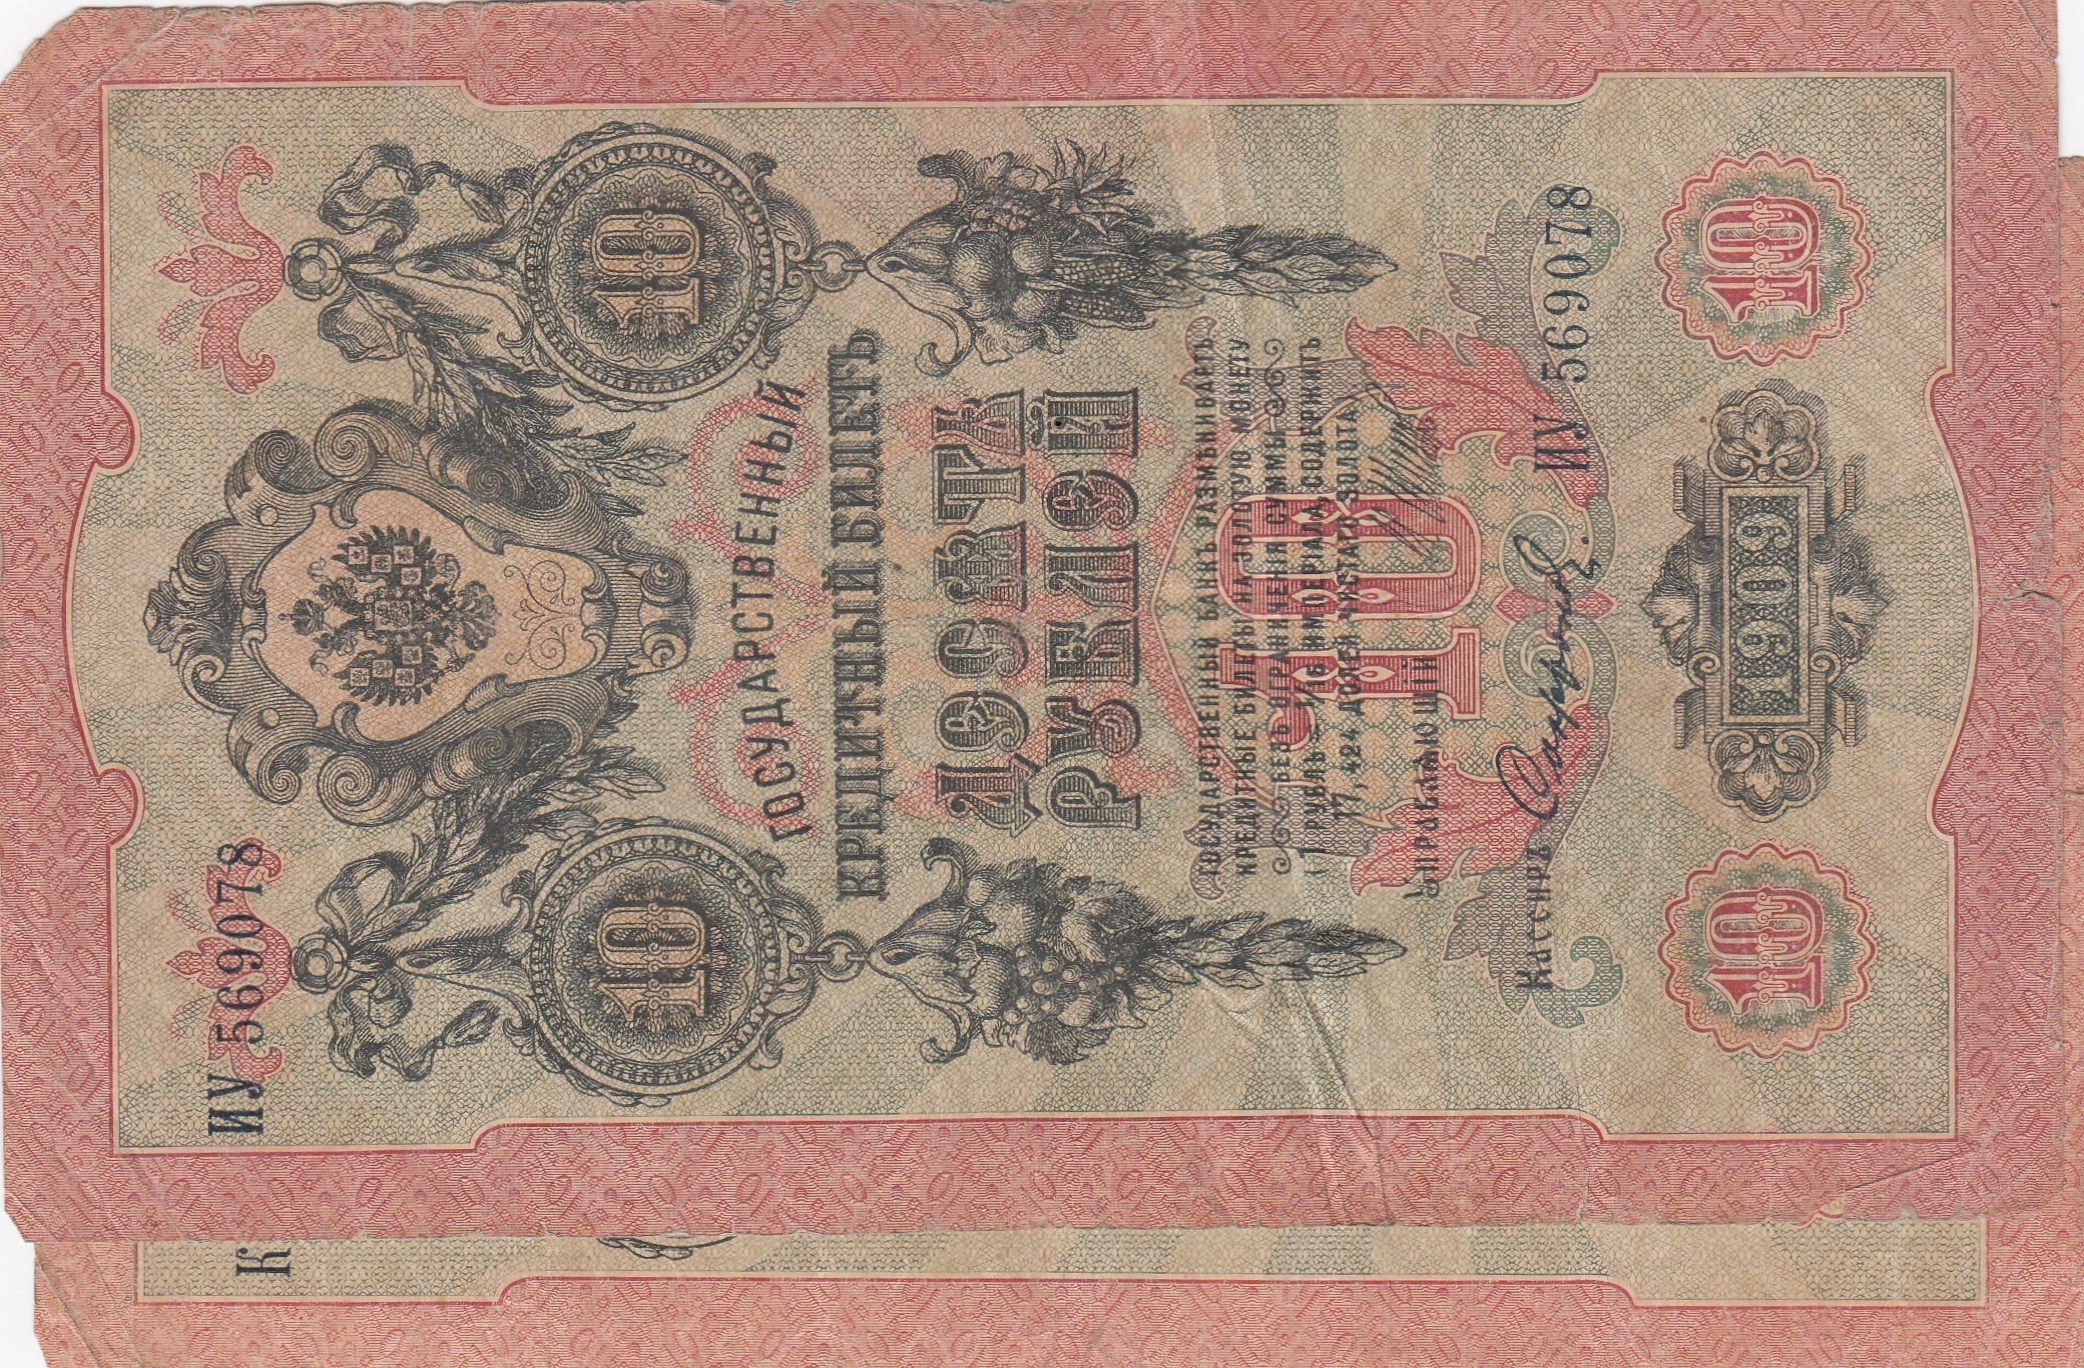 ИУ 569078
10
10
ГОСУДАРСТВЕННЫЙ
КРЕДИТНЫЙ БИЛЕТЪ
ДЕСЯТЬ
РУБЛЕЙ
ГОСУДАРСТВЕННЫЙ БАНКЪ РАЗМѢНИВАЕТЪ
КРЕДИТНЫЕ БИЛЕТЫ НА ЗОЛОТУЮ МОНЕТУ
БЕЗЪ ОГРАНИЧЕНІЯ СУММЫ
(1 РУБЛЬ = 1/15 ИМПЕРІАЛА, СОДЕРЖИТЪ
17,424 ДОЛЕЙ ЧИСТАГО ЗОЛОТА).
10
Управляющій
ИУ 569078
Кассиръ
10
1909
10
К